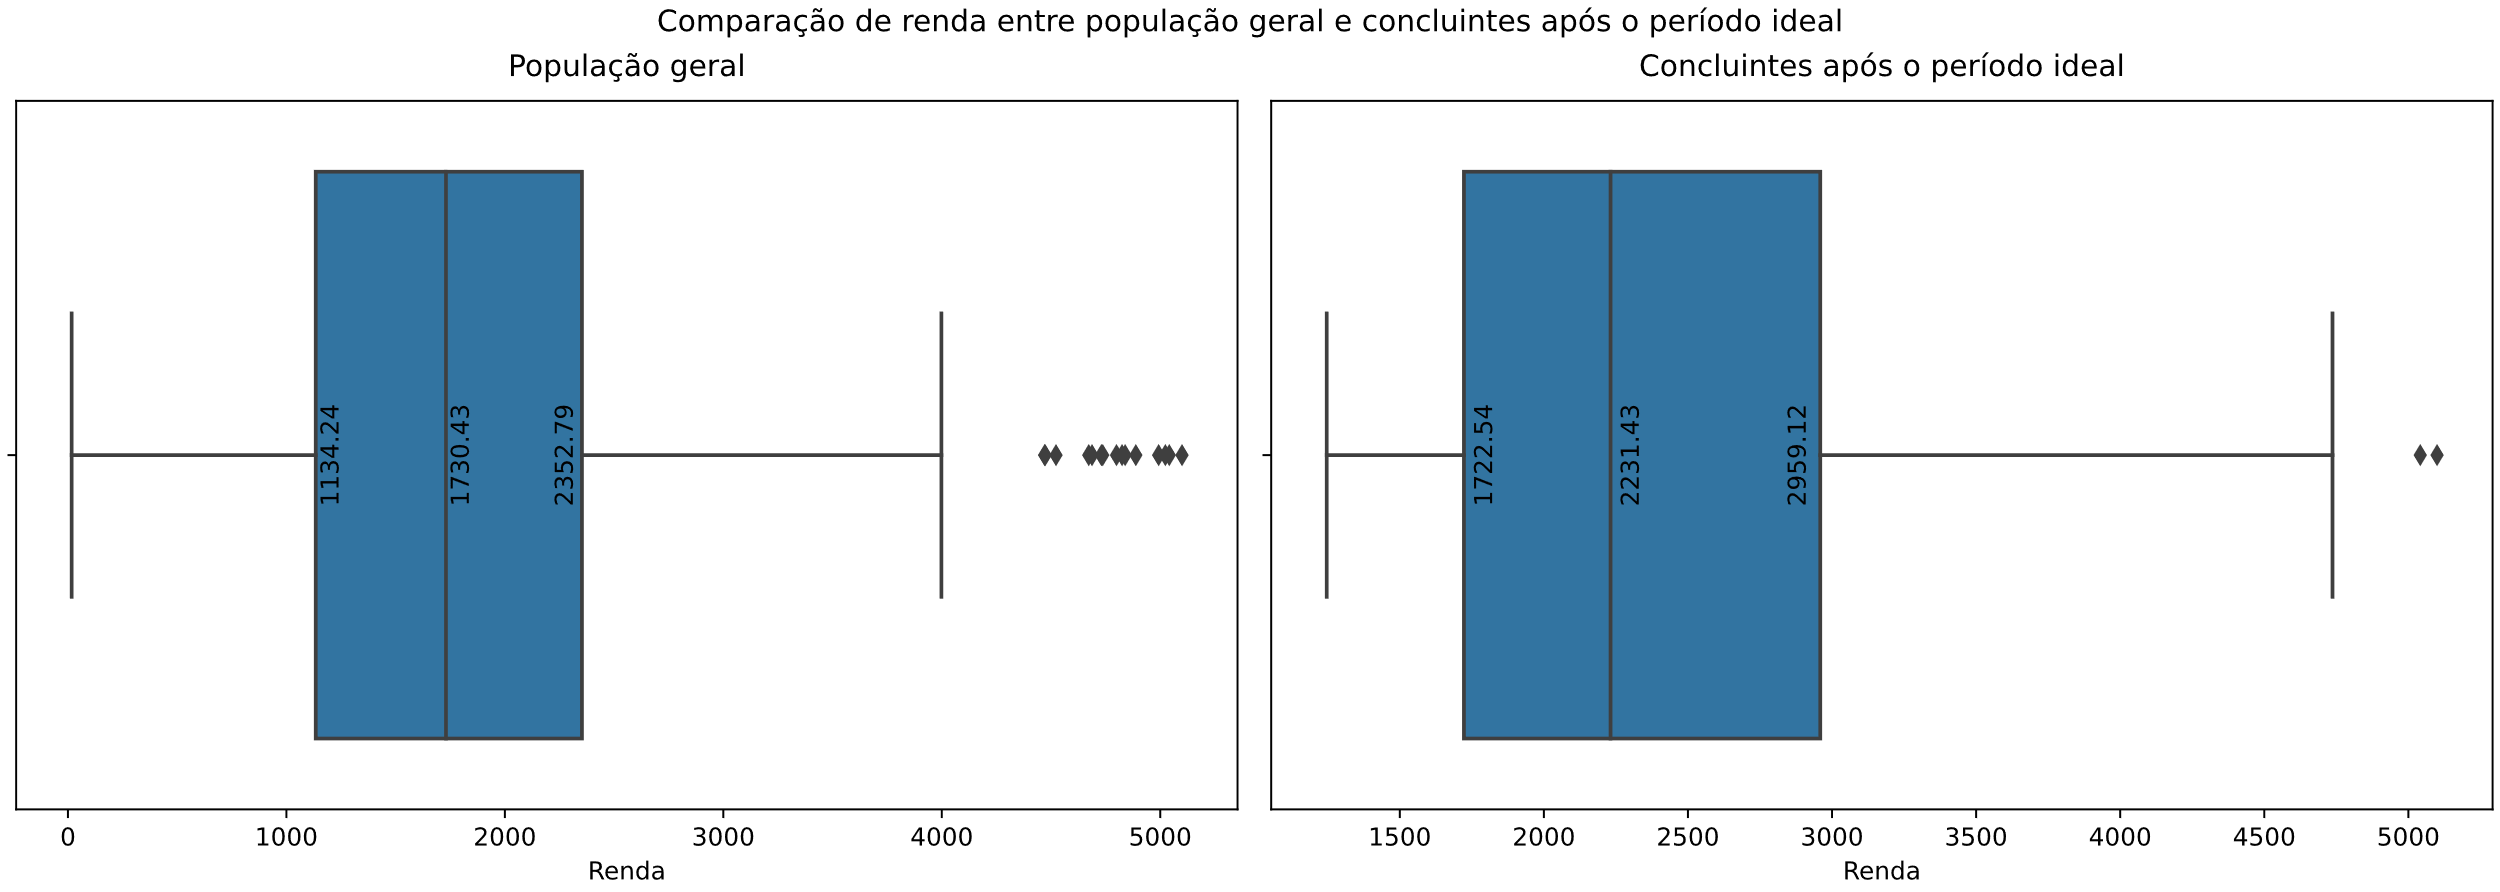 Comparação de renda entre população geral e concluintes após o período ideal
População geral
1134.24
1730.43
2352.79
0 1000 2000 3000 4000 5000
Renda
Concluintes após o período ideal
1722.54
2231.43
2959.12
1500 2000 2500 3000 3500 4000 4500 5000
Renda